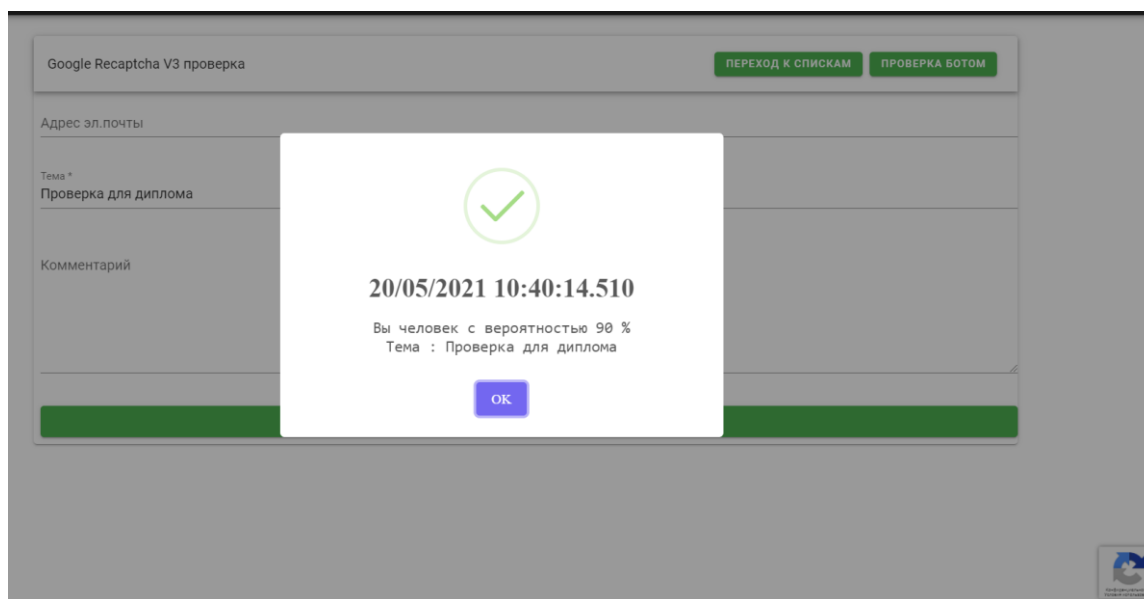 Google Recaptcha V3 проверка
ПЕРЕХОД К СПИСКАМ
ПРОВЕРКА БОТОМ
Адрес эл.почты
Тема *
Проверка для диплома
Комментарий
20/05/2021 10:40:14.510
Вы человек с вероятностью 90 %
Тема : Проверка для диплома
OK